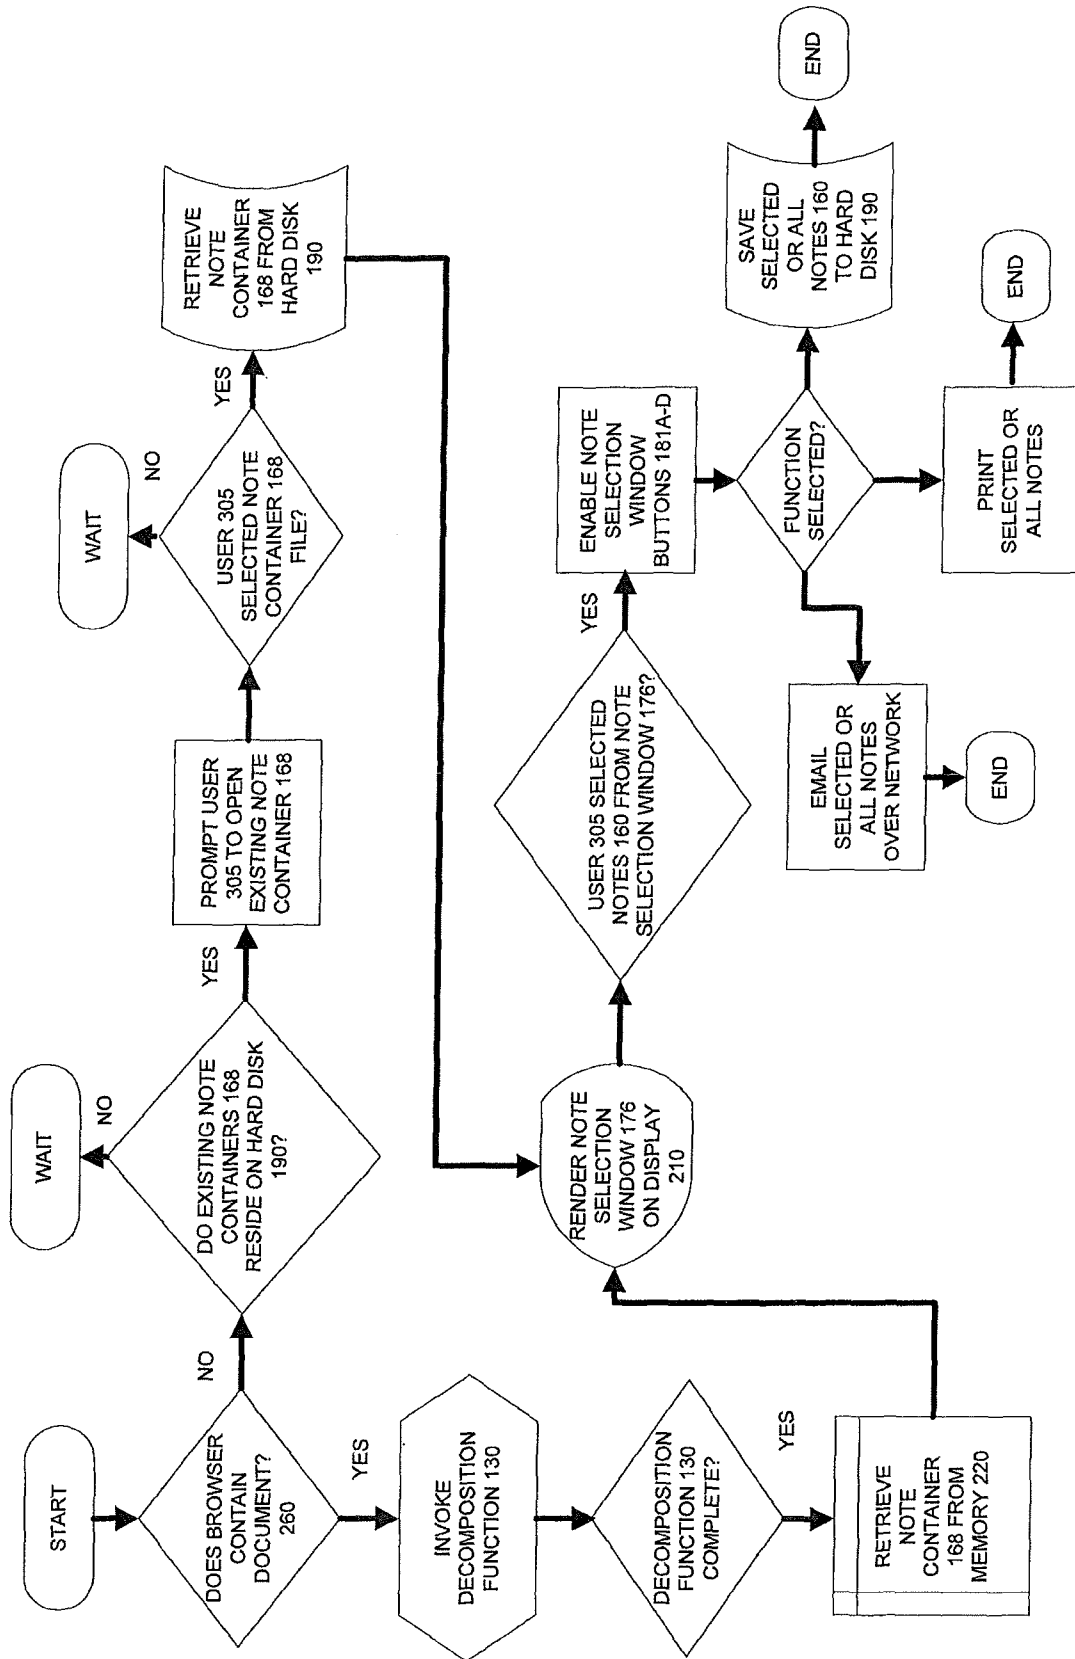 START
DOES BROWSER
CONTAIN
DOCUMENT?
260
NO
YES
DO EXISTING NOTE
CONTAINERS 168
RESIDE ON HARD DISK
190?
NO
WAIT
YES
PROMPT USER
305 TO OPEN
EXISTING NOTE
CONTAINER 168
USER 305
SELECTED NOTE
CONTAINER 168
FILE?
NO
WAIT
YES
RETRIEVE
NOTE
CONTAINER
168 FROM
HARD DISK
190
INVOKE
DECOMPOSITION
FUNCTION 130
DECOMPOSITION
FUNCTION 130
COMPLETE?
YES
RETRIEVE
NOTE
CONTAINER
168 FROM
MEMORY 220
RENDER NOTE
SELECTION
WINDOW 176
ON DISPLAY
210
USER 305 SELECTED
NOTES 160 FROM NOTE
SELECTION WINDOW 176?
YES
ENABLE NOTE
SELECTION
WINDOW
BUTTONS 181A-D
FUNCTION
SELECTED?
SAVE
SELECTED
OR ALL
NOTES 160
TO HARD
DISK 190
END
EMAIL
SELECTED OR
ALL NOTES
OVER NETWORK
END
PRINT
SELECTED OR
ALL NOTES
END